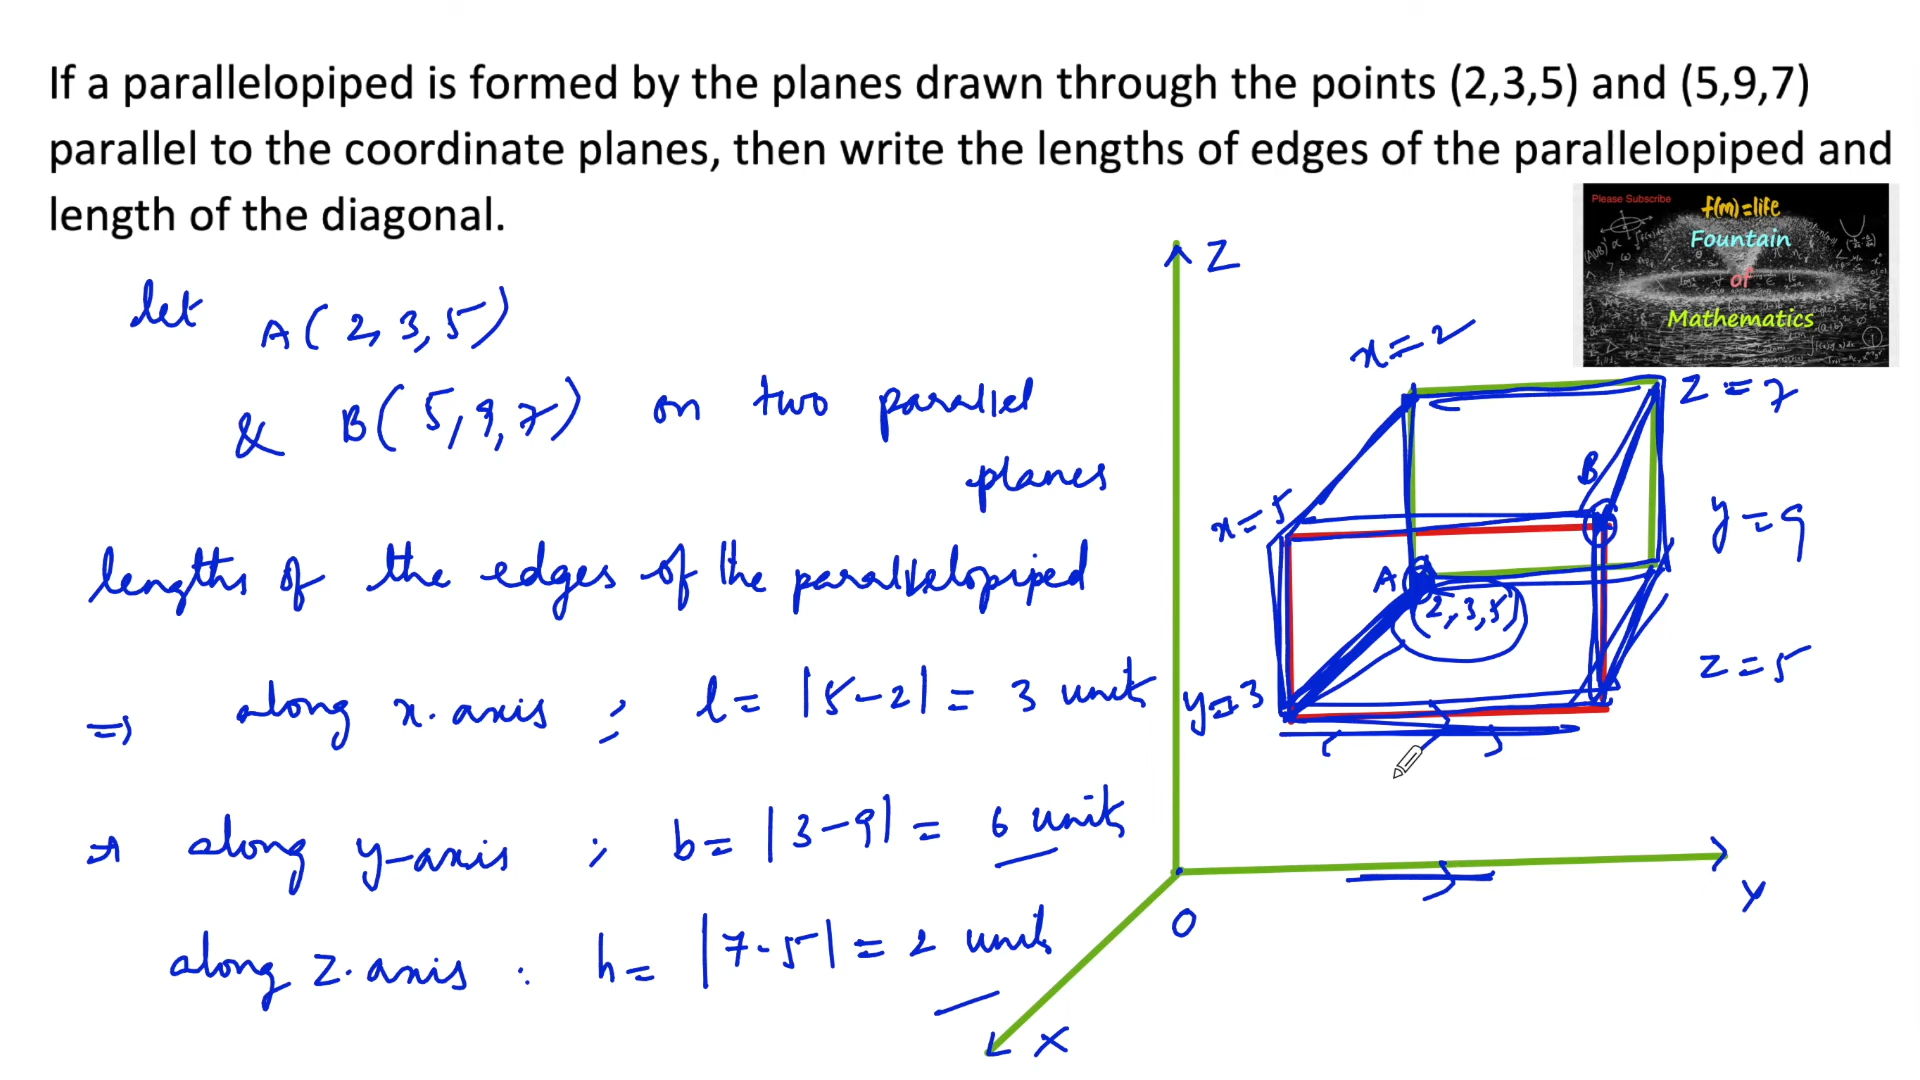 If a parallelopiped is formed by the planes drawn through the points (2,3,5) and (5,9,7)
parallel to the coordinate planes, then write the lengths of edges of the parallelopiped and
length of the diagonal.
Please Subscribe
f(m)=life
Fountain
of
Mathematics
let A(2,3,5)
& B(5,9,7) on two parallel
planes
lengths of the edges of the parallelopiped
⇒ along x-axis ; l = |5-2| = 3 units
⇒ along y-axis ; b = |3-9| = 6 units
along z-axis : h = |7-5| = 2 units
Z
x=2
z=7
B
x=5
y=9
A
(2,3,5)
z=5
y=3
O
Y
X